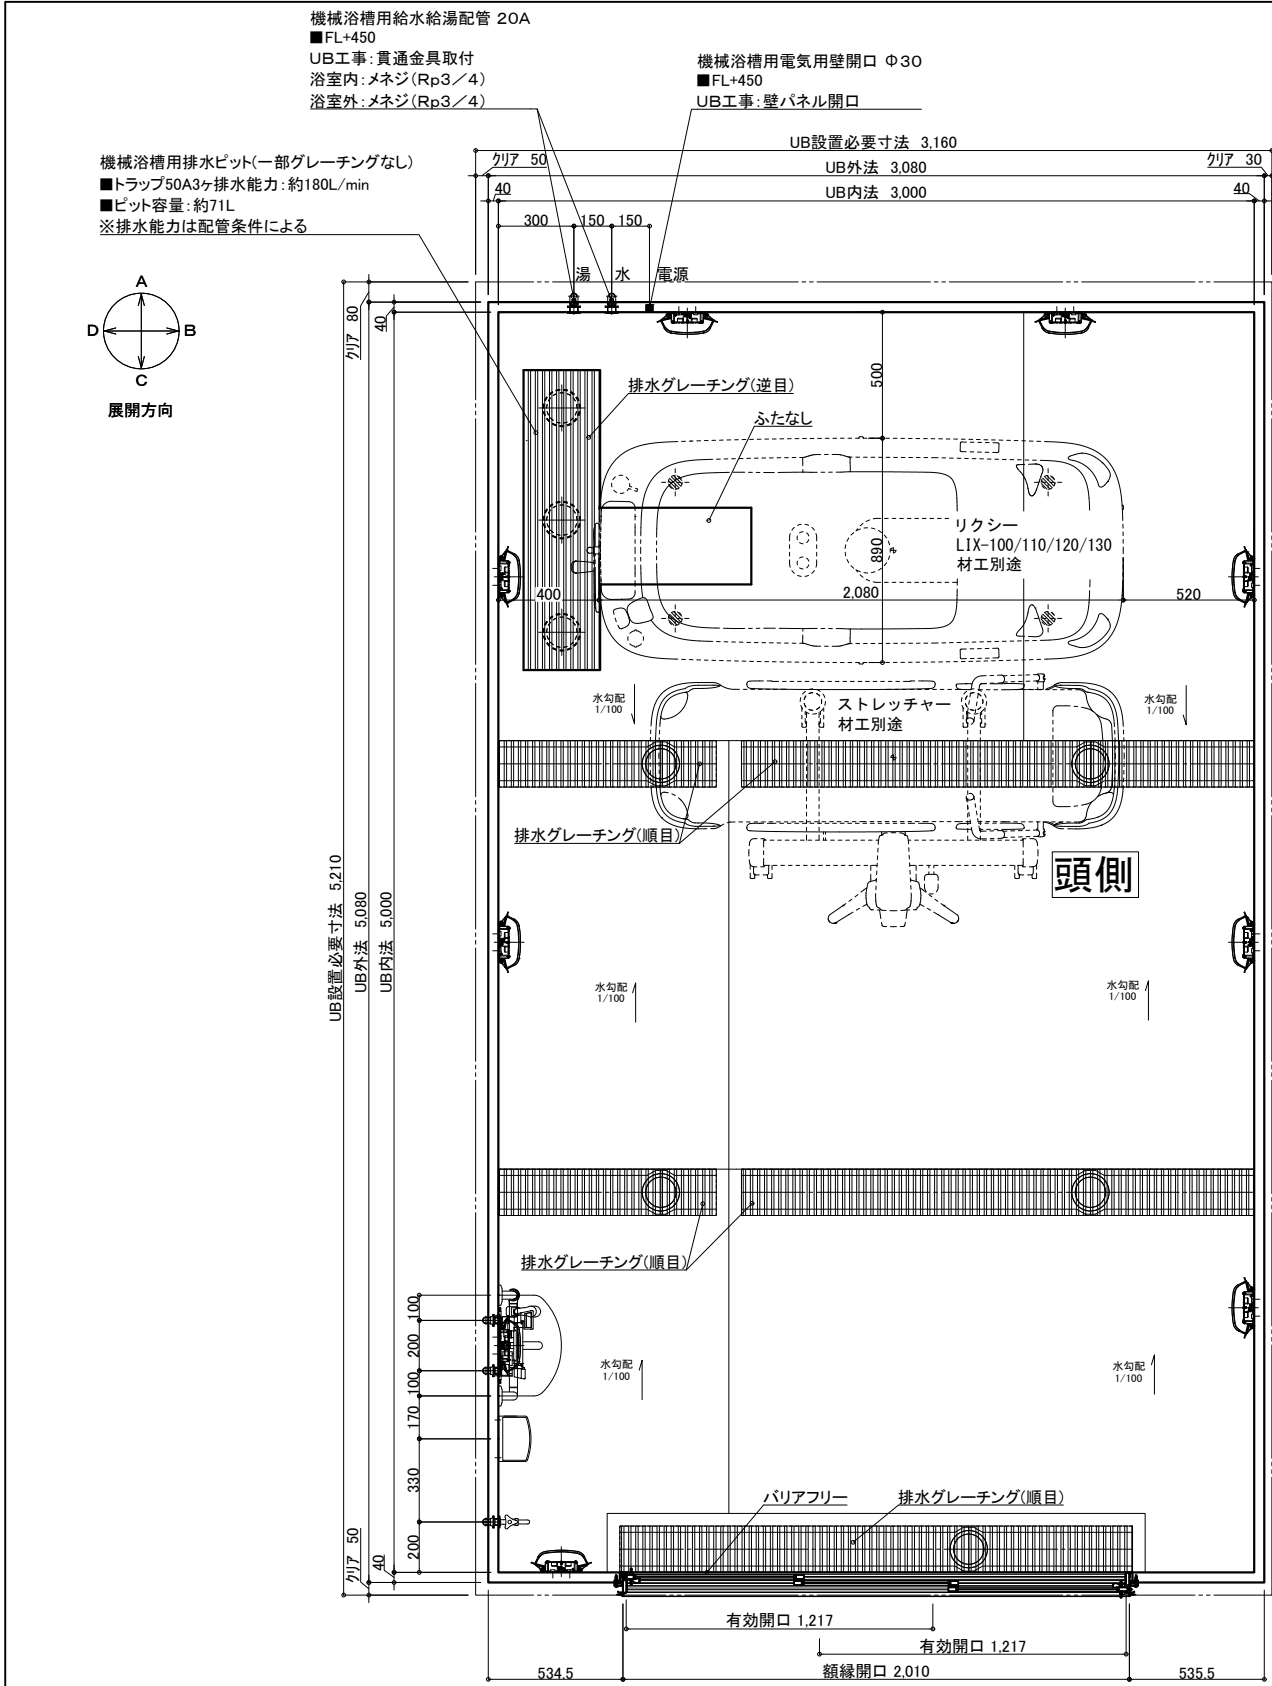 機械浴槽用給水給湯配管 20A
■FL+450
UB工事:貫通金具取付
浴室内:メネジ(Rp3/4)
浴室外:メネジ(Rp3/4)
機械浴槽用電気用壁開口 Φ30
■FL+450
UB工事:壁パネル開口
機械浴槽用排水ピット(一部グレーチングなし)
■トラップ50A3ヶ排水能力:約180L/min
■ピット容量:約71L
※排水能力は配管条件による
UB設置必要寸法 3,160
クリア 50
UB外法 3,080
クリア 30
40
UB内法 3,000
40
300
150
150
湯
水
電源
A
D
B
C
展開方向
クリア 80
40
500
排水グレーチング(逆目)
ふたなし
リクシー
LIX-100/110/120/130
材工別途
890
400
2,080
520
水勾配
1/100
ストレッチャー
材工別途
水勾配
1/100
排水グレーチング(順目)
頭側
UB設置必要寸法 5,210
UB外法 5,080
UB内法 5,000
水勾配
1/100
水勾配
1/100
排水グレーチング(順目)
100
200
100
170
330
200
水勾配
1/100
水勾配
1/100
バリアフリー
排水グレーチング(順目)
クリア 50
40
有効開口 1,217
有効開口 1,217
534.5
額縁開口 2,010
535.5